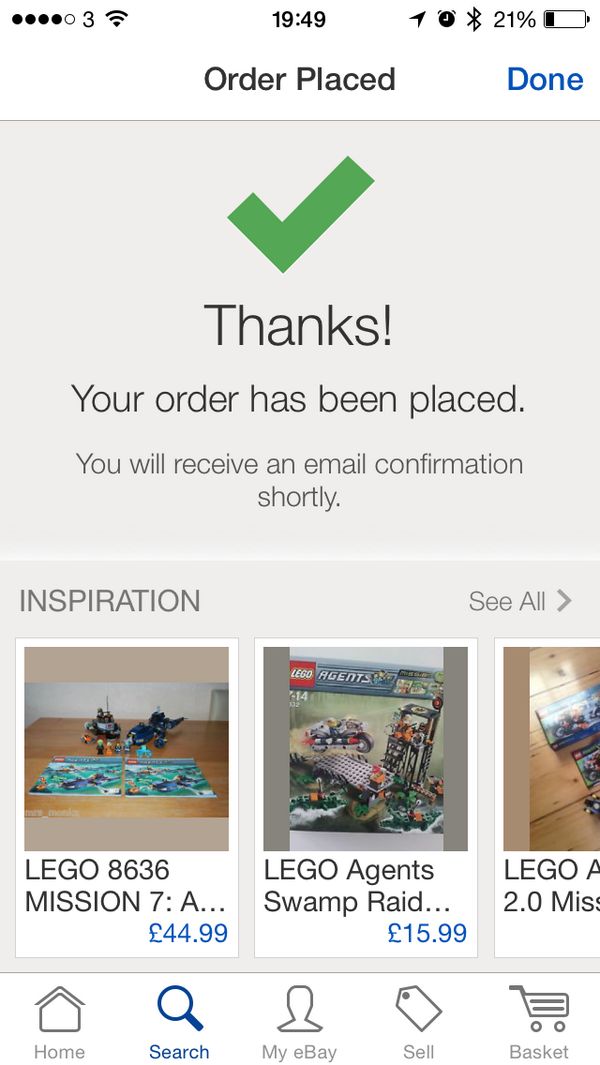 3 19:49 21%
Order Placed Done
Thanks!
Your order has been placed.
You will receive an email confirmation
shortly.
INSPIRATION See All
mrs_monks
LEGO AGENTS
LEGO 8636
MISSION 7: A...
£44.99
LEGO Agents
Swamp Raid...
£15.99
LEGO A
2.0 Miss
Home Search My eBay Sell Basket